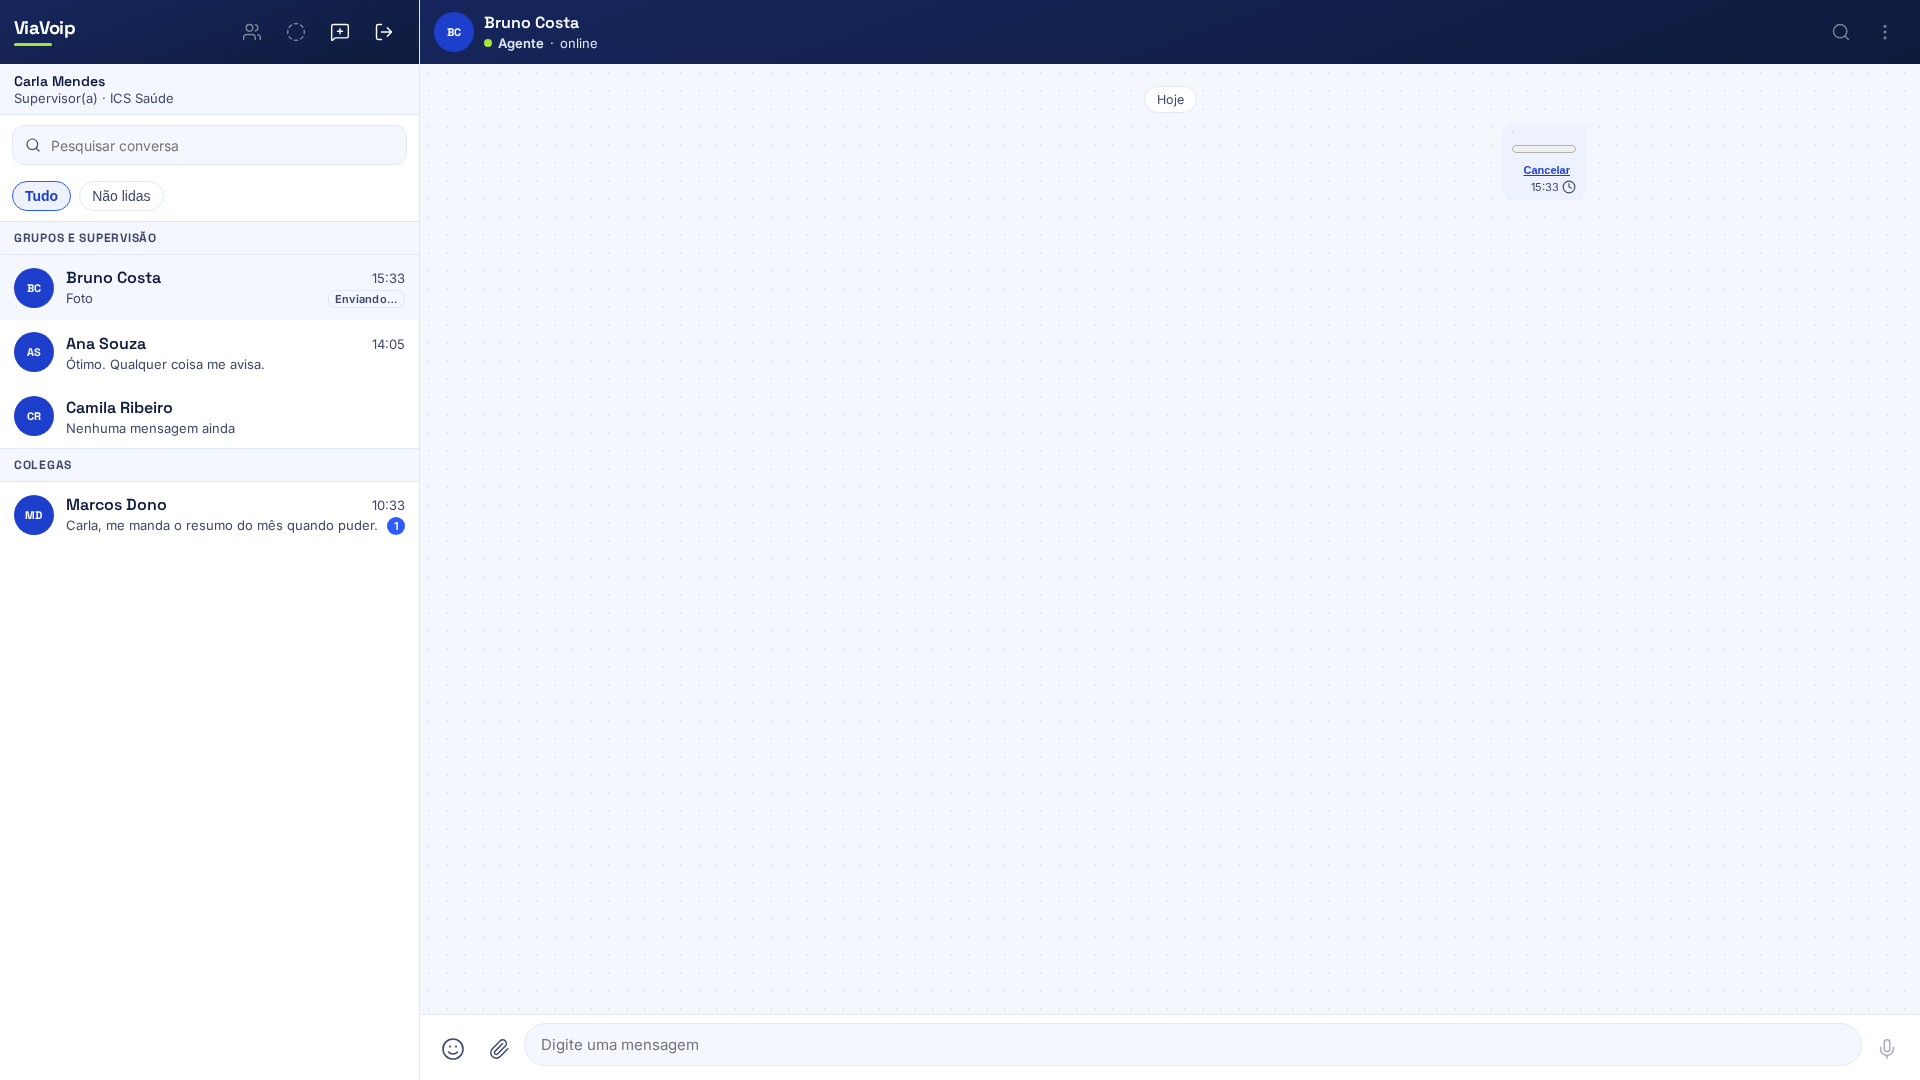 ViaVoip
Carla Mendes
Supervisor(a) · ICS Saúde
Pesquisar conversa
Tudo
Não lidas
GRUPOS E SUPERVISÃO
BC
Bruno Costa
15:33
Foto
Enviando...
AS
Ana Souza
14:05
Ótimo. Qualquer coisa me avisa.
CR
Camila Ribeiro
Nenhuma mensagem ainda
COLEGAS
MD
Marcos Dono
10:33
Carla, me manda o resumo do mês quando puder.
1
BC
Bruno Costa
Agente · online
Hoje
Cancelar
15:33
Digite uma mensagem